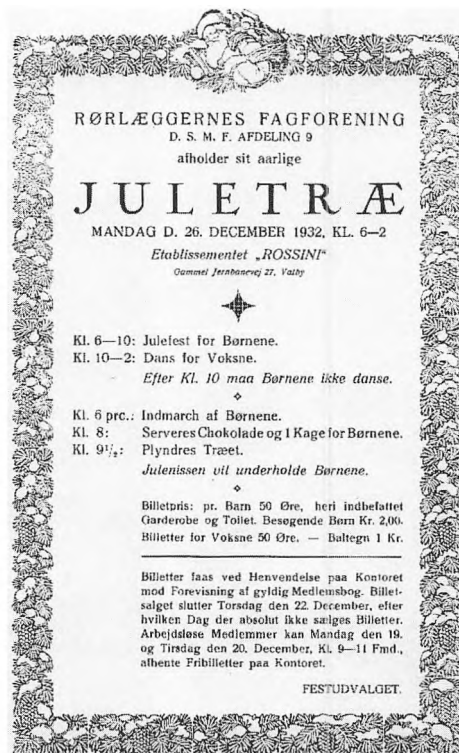 RØRLÆGGERNES FAGFORENING
D. S. M. F. AFDELING 9
afholder sit aarlige
JULETRÆ
MANDAG D. 26. DECEMBER 1932, KL. 6—2
Etablissementet „ROSSINI"
Gammel Jernbanevej 27, Valby
Kl. 6—10: Julefest for Børnene.
Kl. 10—2: Dans for Voksne.
Efter Kl. 10 maa Børnene ikke danse.
Kl. 6 prc.: Indmarch af Børnene.
Kl. 8: Serveres Chokolade og 1 Kage for Børnene.
Kl. 9½: Plyndres Træet.
Julenissen vil underholde Børnene.
Billetpris: pr. Barn 50 Øre, heri indbefattet
Garderobe og Toilet. Besøgende Børn Kr. 2,00.
Billetter for Voksne 50 Øre. — Baltegn 1 Kr.
Billetter faas ved Henvendelse paa Kontoret
mod Forevisning af gyldig Medlemsbog. Billet-
salget slutter Torsdag den 22. December, efter
hvilken Dag der absolut ikke sælges Billetter.
Arbejdsløse Medlemmer kan Mandag den 19.
og Tirsdag den 20. December, Kl. 9—11 Fmd.,
afhente Fribilletter paa Kontoret.
FESTUDVALGET.